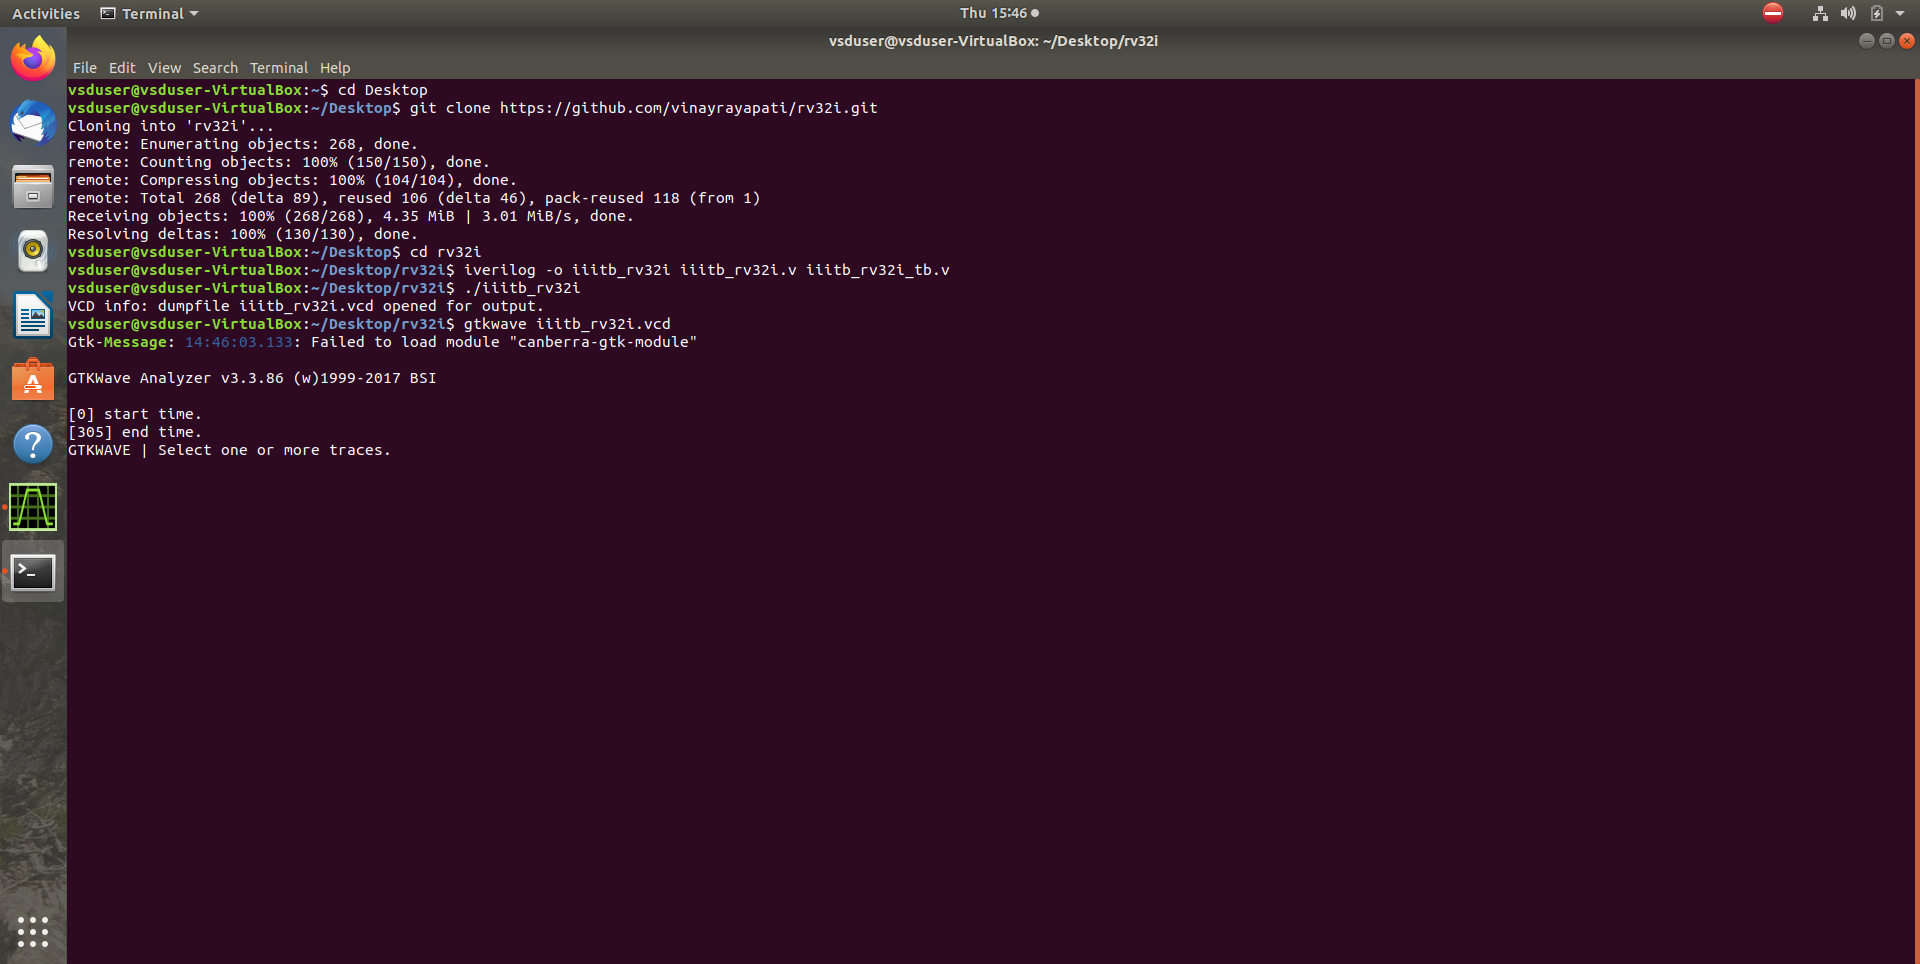 Activities Terminal Thu 15:46
vsduser@vsduser-VirtualBox: ~/Desktop/rv32i
File Edit View Search Terminal Help
vsduser@vsduser-VirtualBox:~$ cd Desktop
vsduser@vsduser-VirtualBox:~/Desktop$ git clone https://github.com/vinayrayapati/rv32i.git
Cloning into 'rv32i'...
remote: Enumerating objects: 268, done.
remote: Counting objects: 100% (150/150), done.
remote: Compressing objects: 100% (104/104), done.
remote: Total 268 (delta 89), reused 106 (delta 46), pack-reused 118 (from 1)
Receiving objects: 100% (268/268), 4.35 MiB | 3.01 MiB/s, done.
Resolving deltas: 100% (130/130), done.
vsduser@vsduser-VirtualBox:~/Desktop$ cd rv32i
vsduser@vsduser-VirtualBox:~/Desktop/rv32i$ iverilog -o iiitb_rv32i iiitb_rv32i.v iiitb_rv32i_tb.v
vsduser@vsduser-VirtualBox:~/Desktop/rv32i$ ./iiitb_rv32i
VCD info: dumpfile iiitb_rv32i.vcd opened for output.
vsduser@vsduser-VirtualBox:~/Desktop/rv32i$ gtkwave iiitb_rv32i.vcd
Gtk-Message: 14:46:03.133: Failed to load module "canberra-gtk-module"
GTKWave Analyzer v3.3.86 (w)1999-2017 BSI
[0] start time.
[305] end time.
GTKWAVE | Select one or more traces.